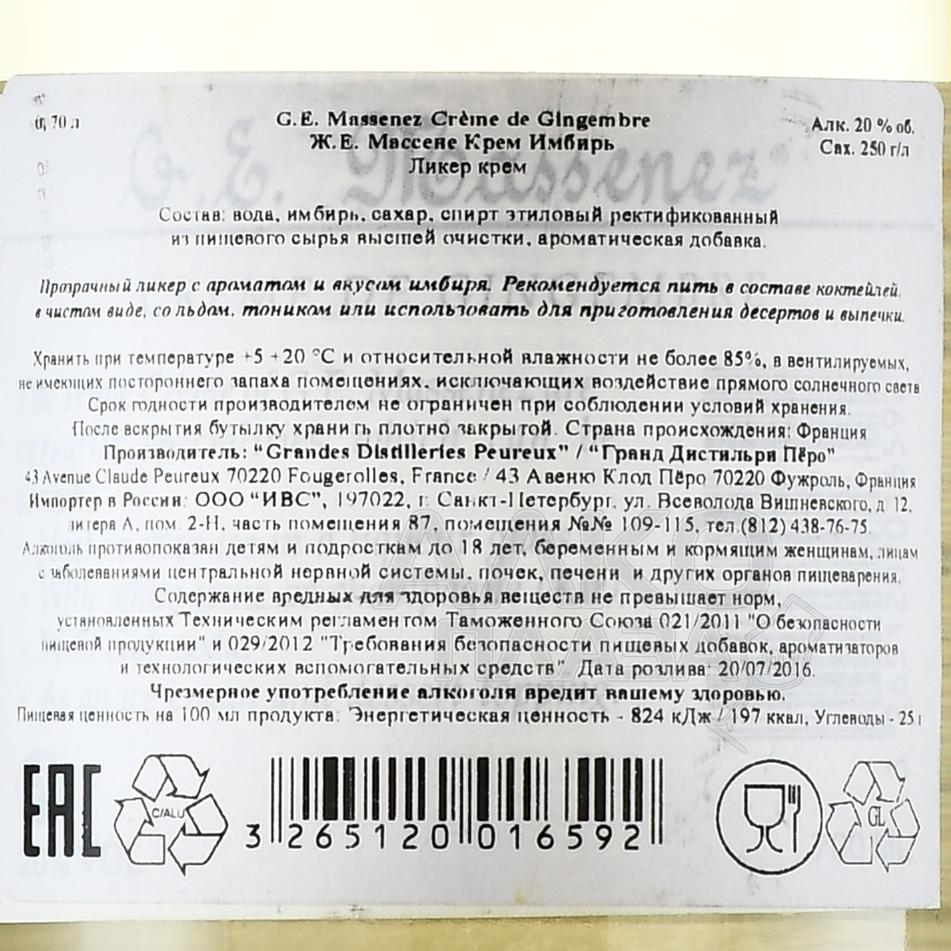 0,70 л
G.E. Massenez Crème de Gingembre
Алк. 20 % об.
Ж.Е. Массене Крем Имбирь
Сах. 250 г/л
Ликер крем
Состав: вода, имбирь, сахар, спирт этиловый ректификованный
из пищевого сырья высшей очистки, ароматическая добавка.
Прозрачный ликер с ароматом и вкусом имбиря. Рекомендуется пить в составе коктейлей,
в чистом виде, со льдом, тоником или использовать для приготовления десертов и выпечки.
Хранить при температуре +5 +20 °C и относительной влажности не более 85%, в вентилируемых,
не имеющих постороннего запаха помещениях, исключающих воздействие прямого солнечного света
Срок годности производителем не ограничен при соблюдении условий хранения.
После вскрытия бутылку хранить плотно закрытой. Страна происхождения: Франция
Производитель: "Grandes Distilleries Peureux" / "Гранд Дистильри Пёро"
43 Avenue Claude Peureux 70220 Fougerolles, France / 43 Авеню Клод Пёро 70220 Фужроль, Франция
Импортер в России: ООО "ИВС", 197022, г. Санкт-Петербург, ул. Всеволода Вишневского, д. 12,
литера А, пом. 2-Н, часть помещения 87, помещения №№ 109-115, тел.(812) 438-76-75.
Алкоголь противопоказан детям и подросткам до 18 лет, беременным и кормящим женщинам, лицам
с заболеваниями центральной нервной системы, почек, печени и других органов пищеварения.
Содержание вредных для здоровья веществ не превышает норм,
установленных Техническим регламентом Таможенного Союза 021/2011 "О безопасности
пищевой продукции" и 029/2012 "Требования безопасности пищевых добавок, ароматизаторов
и технологических вспомогательных средств". Дата розлива: 20/07/2016.
Чрезмерное употребление алкоголя вредит вашему здоровью.
Пищевая ценность на 100 мл продукта: Энергетическая ценность - 824 кДж / 197 ккал, Углеводы - 25 г
EAC
C/ALU
3 265120 016592
GL
G. E. Massenez
CRÈME DE GINGEMBRE
АЛКО
ПЛАЗА